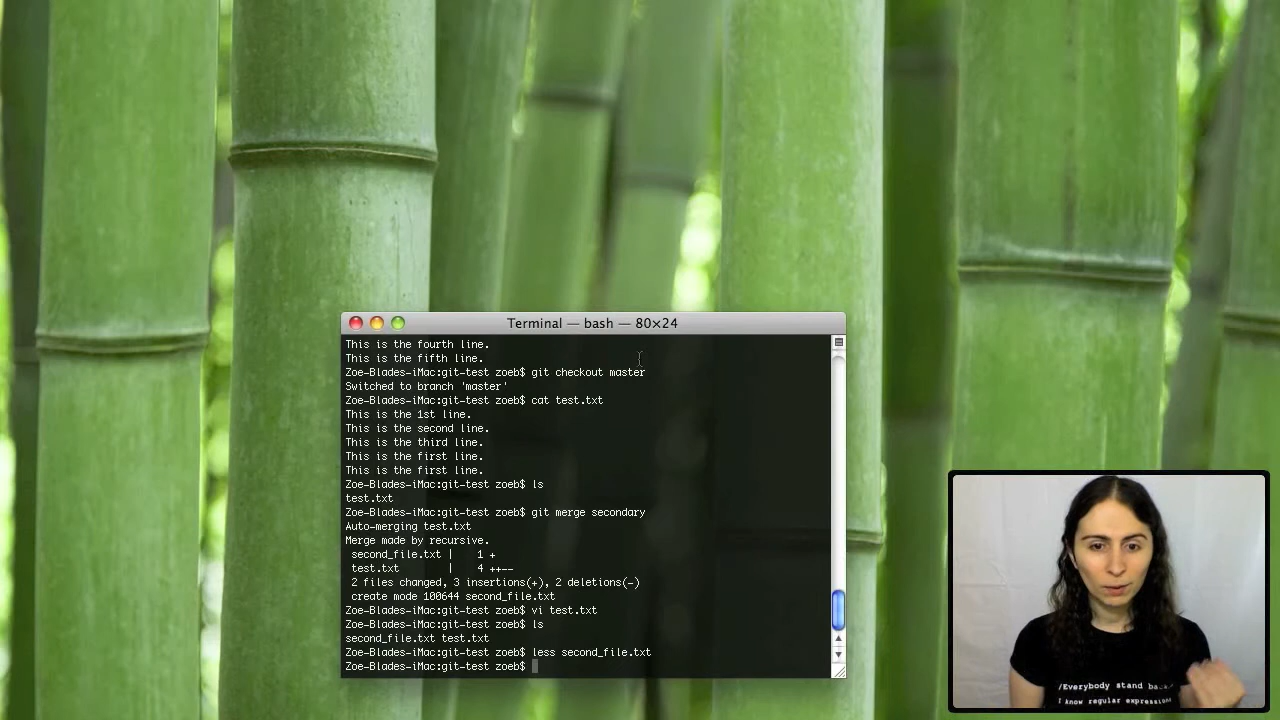 Terminal — bash — 80×24
This is the fourth line.
This is the fifth line.
Zoe-Blades-iMac:git-test zoeb$ git checkout master
Switched to branch 'master'
Zoe-Blades-iMac:git-test zoeb$ cat test.txt
This is the 1st line.
This is the second line.
This is the third line.
This is the first line.
This is the first line.
Zoe-Blades-iMac:git-test zoeb$ ls
test.txt
Zoe-Blades-iMac:git-test zoeb$ git merge secondary
Auto-merging test.txt
Merge made by recursive.
second_file.txt |    1 +
test.txt        |    4 ++--
2 files changed, 3 insertions(+), 2 deletions(-)
create mode 100644 second_file.txt
Zoe-Blades-iMac:git-test zoeb$ vi test.txt
Zoe-Blades-iMac:git-test zoeb$ ls
second_file.txt test.txt
Zoe-Blades-iMac:git-test zoeb$ less second_file.txt
Zoe-Blades-iMac:git-test zoeb$
/Everybody stand
I know regular